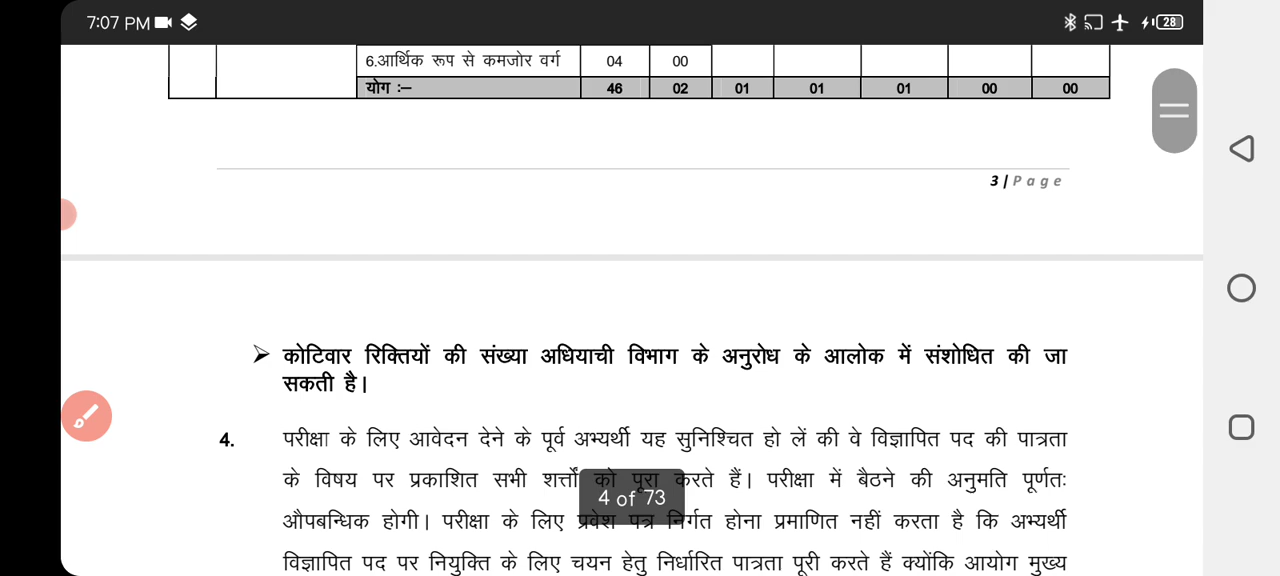 7:07 PM 28
6.आर्थिक रूप से कमजोर वर्ग 04 00
योग :– 46 02 01 01 01 00 00
3 | Page
➢ कोटिवार रिक्तियों की संख्या अधियाची विभाग के अनुरोध के आलोक में संशोधित की जा
सकती है।
4. परीक्षा के लिए आवेदन देने के पूर्व अभ्यर्थी यह सुनिश्चित हो लें की वे विज्ञापित पद की पात्रता
के विषय पर प्रकाशित सभी शर्त्तों को पूरा करते हैं। परीक्षा में बैठने की अनुमति पूर्णतः
4 of 73
औपबन्धिक होगी। परीक्षा के लिए प्रवेश पत्र निर्गत होना प्रमाणित नहीं करता है कि अभ्यर्थी
विज्ञापित पद पर नियुक्ति के लिए चयन हेतु निर्धारित पात्रता पूरी करते हैं क्योंकि आयोग मुख्य